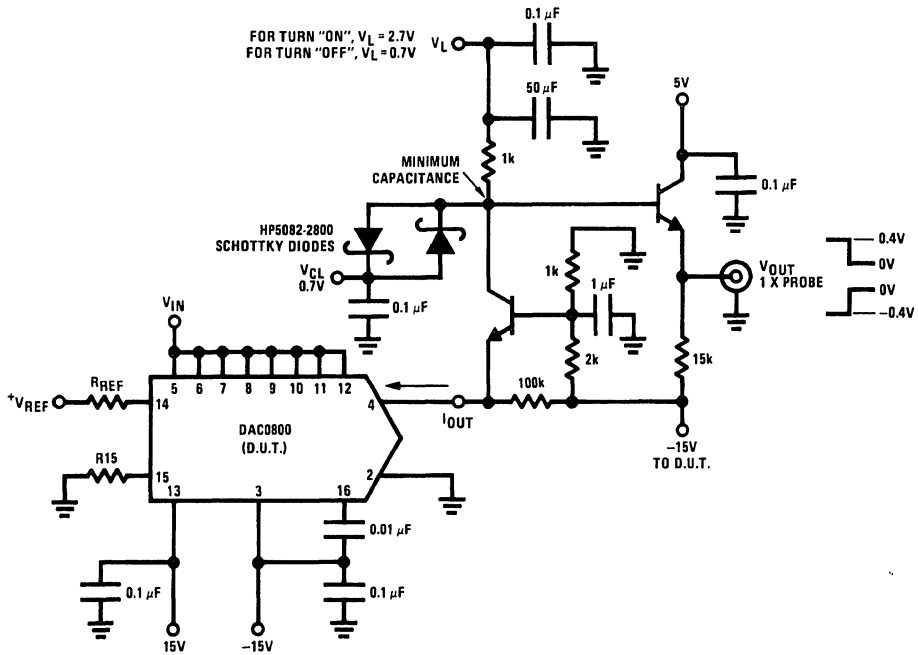 FOR TURN "ON", VL = 2.7V
FOR TURN "OFF", VL = 0.7V
VL
0.1 μF
50 μF
5V
1k
MINIMUM
CAPACITANCE
0.1 μF
HP5082-2800
SCHOTTKY DIODES
VCL
0.7V
0.1 μF
1k
1 μF
2k
VOUT
1 X PROBE
0.4V
0V
0V
−0.4V
15k
VIN
5 6 7 8 9 10 11 12
+VREF
RREF
14
4
IOUT
100k
DAC0800
(D.U.T.)
−15V
TO D.U.T.
R15
15
2
13
3
16
0.01 μF
0.1 μF
0.1 μF
15V
−15V